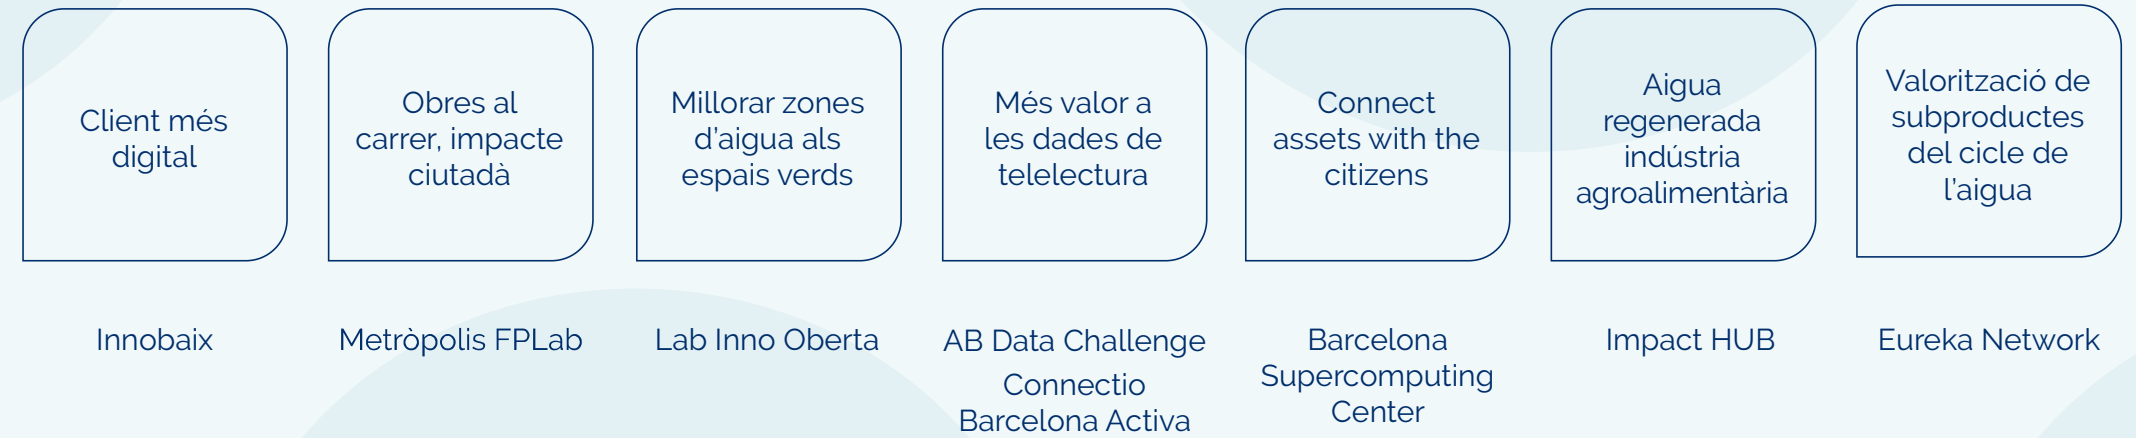 Client més
digital
Obres al
carrer, impacte
ciutadà
Millorar zones
d’aigua als
espais verds
Més valor a
les dades de
telelectura
Connect
assets with the
citizens
Aigua
regenerada
indústria
agroalimentària
Valorització de
subproductes
del cicle de
l’aigua
Innobaix
Metròpolis FPLab
Lab Inno Oberta
AB Data Challenge
Connectio
Barcelona Activa
Barcelona
Supercomputing
Center
Impact HUB
Eureka Network